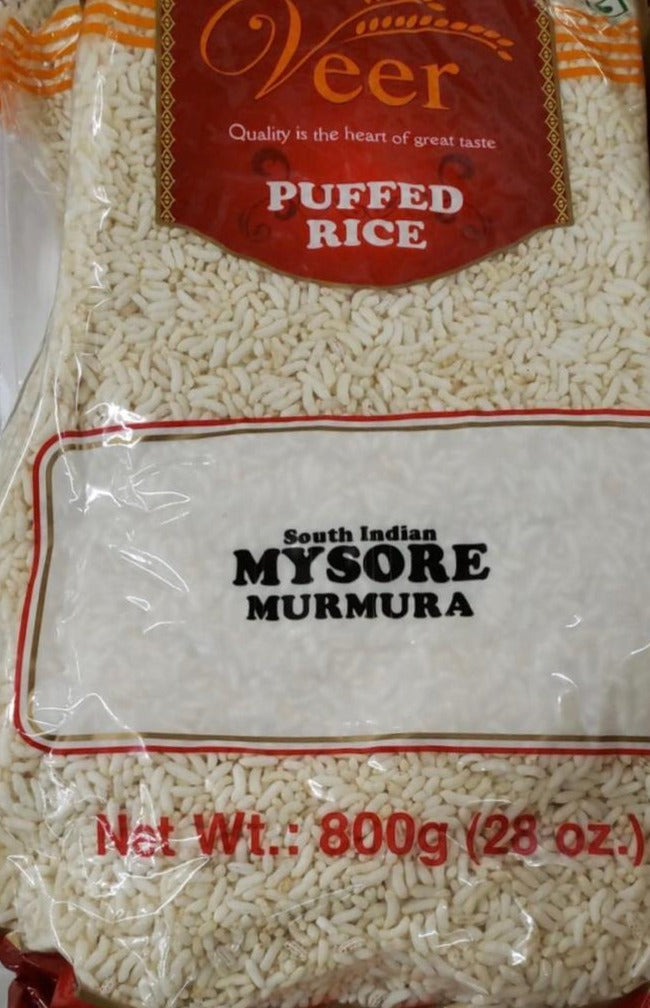 Veer
Quality is the heart of great taste
PUFFED
RICE
South Indian
MYSORE
MURMURA
Net Wt.: 800g (28 oz.)